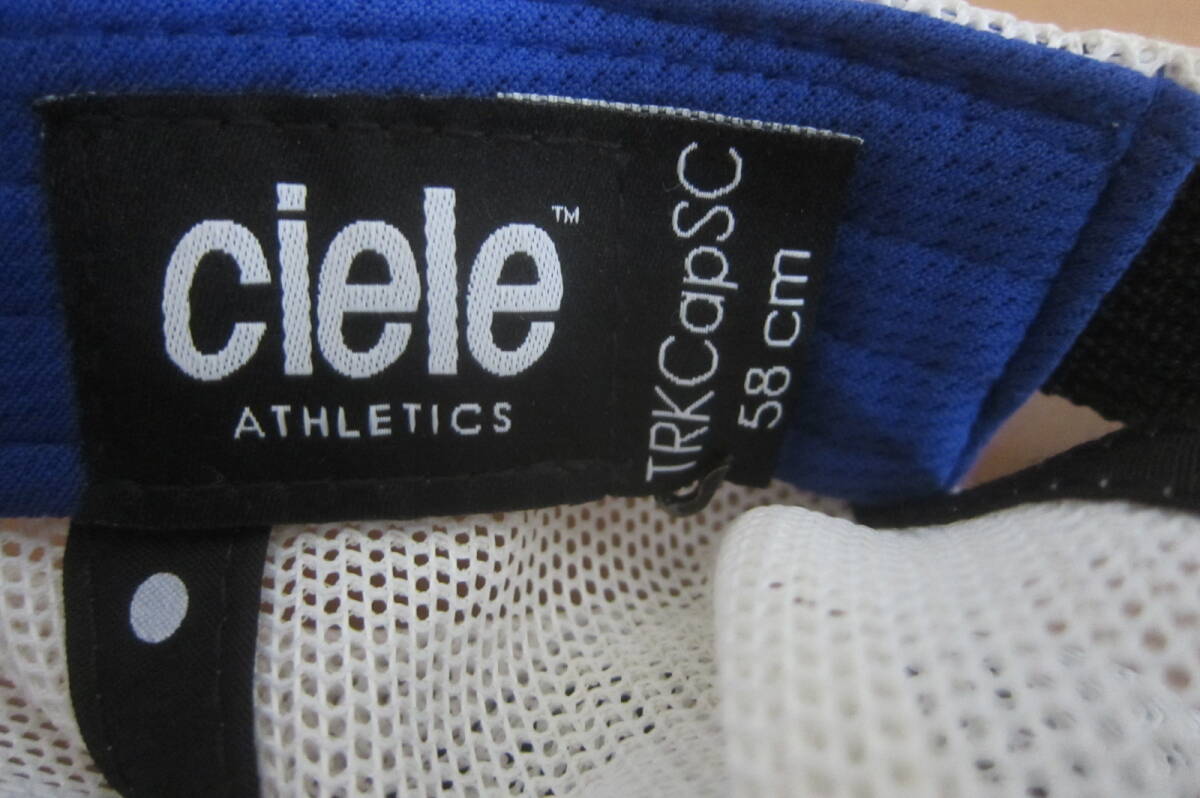 ciele™
ATHLETICS
TRKCapSC
58 cm